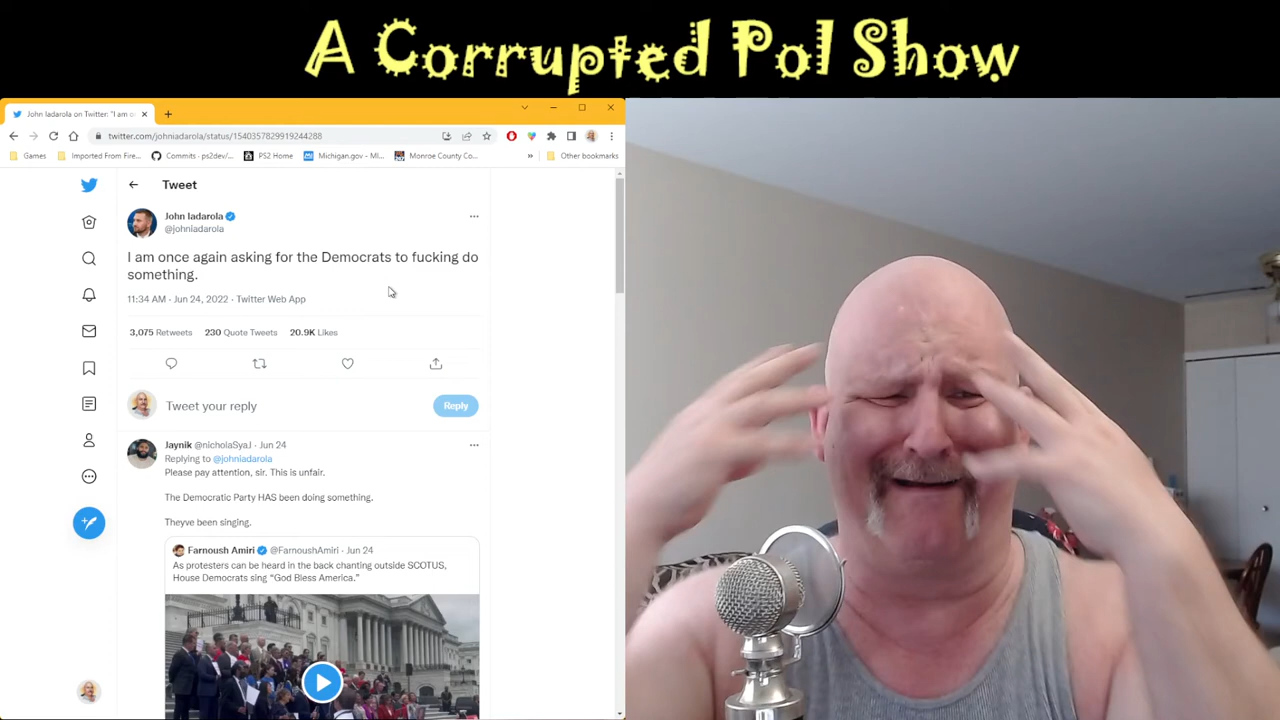 A Corrupted Pol Show
John Iadarola on Twitter: "I am o
twitter.com/johniadarola/status/1540357829919244288
Games
Imported From Fire...
Commits · ps2dev/...
PS2 Home
Michigan.gov - MI...
Monroe County Co...
»
Other bookmarks
Tweet
John Iadarola
@johniadarola
I am once again asking for the Democrats to fucking do
something.
11:34 AM · Jun 24, 2022 · Twitter Web App
3,075 Retweets 230 Quote Tweets 20.9K Likes
Tweet your reply
Reply
Jaynik @nicholaSyaJ · Jun 24
Replying to @johniadarola
Please pay attention, sir. This is unfair.
The Democratic Party HAS been doing something.
Theyve been singing.
Farnoush Amiri @FarnoushAmiri · Jun 24
As protesters can be heard in the back chanting outside SCOTUS,
House Democrats sing “God Bless America.”